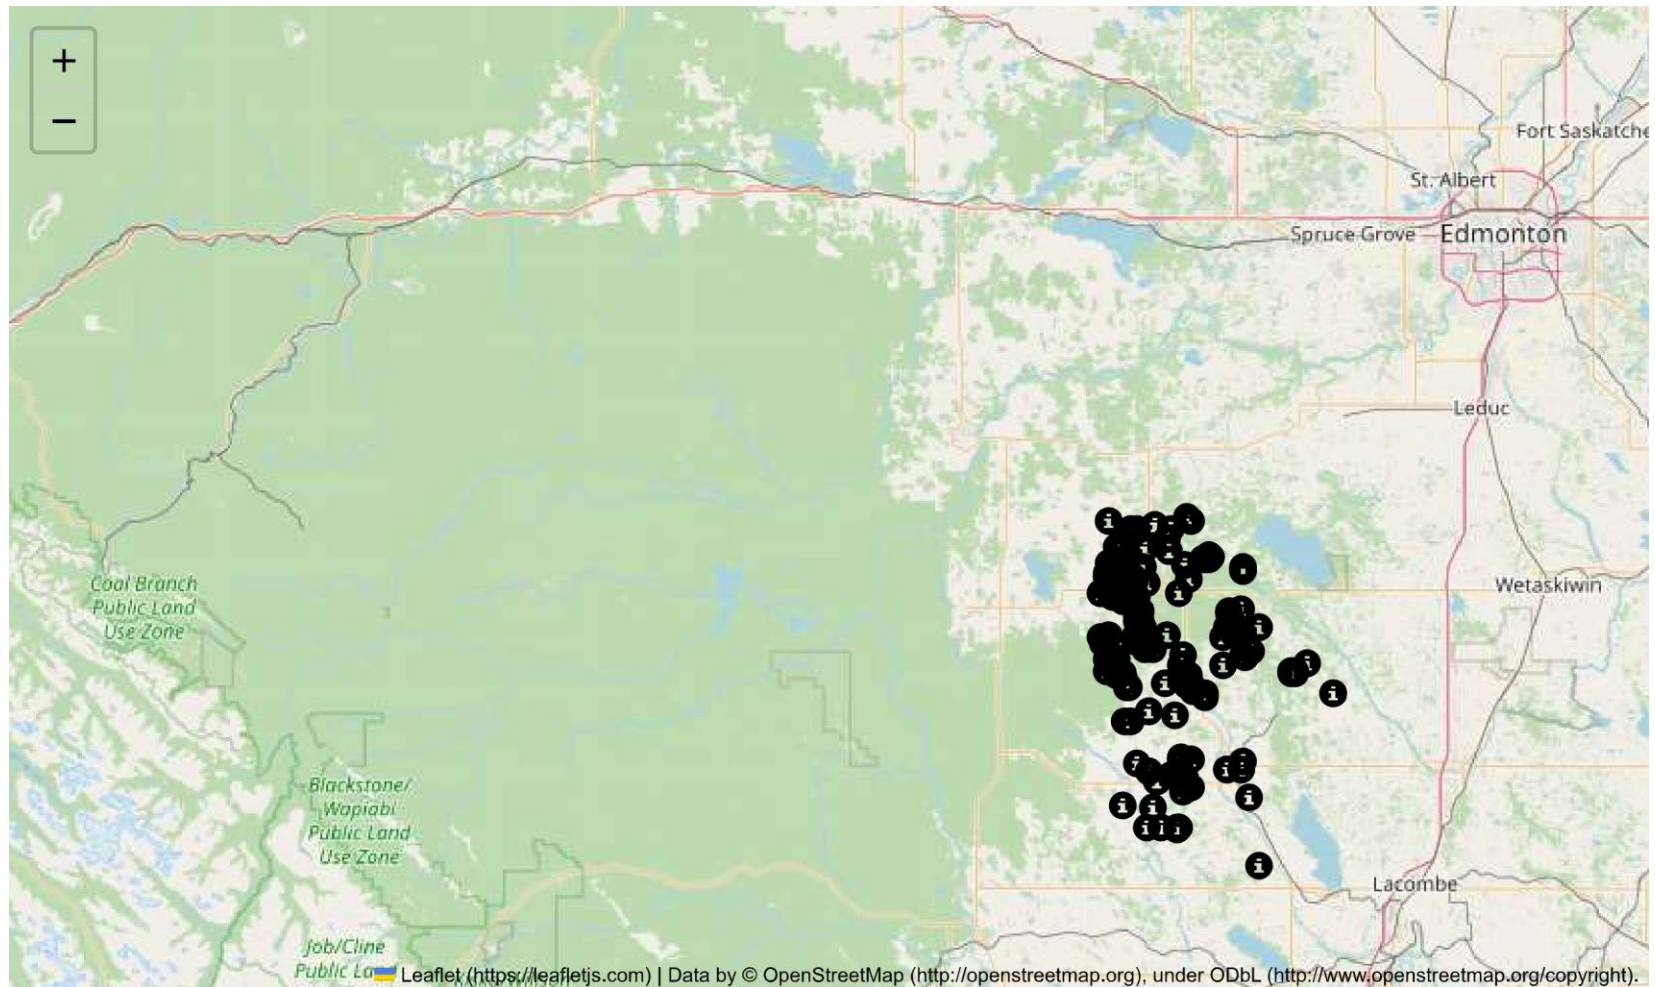 +
−
Fort Saskatche
St. Albert
Spruce Grove
Edmonton
Leduc
Wetaskiwin
Coal Branch
Public Land
Use Zone
Blackstone/
Wapiabi
Public Land
Use Zone
Lacombe
Job/Cline
Public La
Leaflet (https://leafletjs.com) | Data by © OpenStreetMap (http://openstreetmap.org), under ODbL (http://www.openstreetmap.org/copyright).